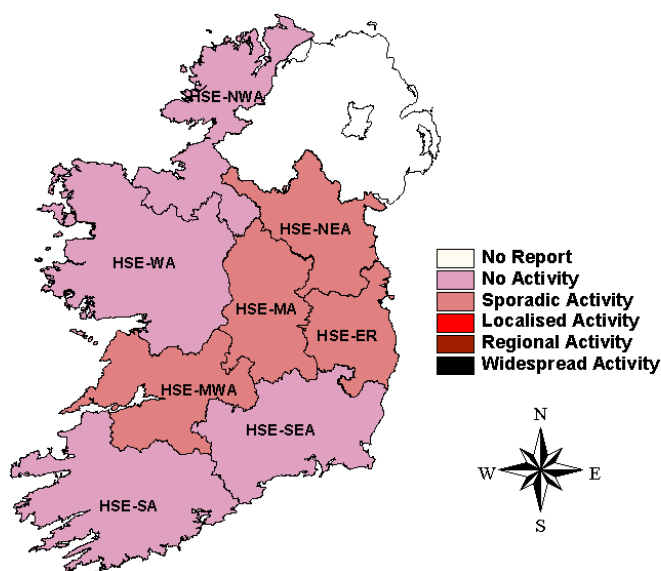 HSE-NWA
HSE-NEA
HSE-WA
HSE-MA
HSE-ER
HSE-MWA
HSE-SEA
HSE-SA
No Report
No Activity
Sporadic Activity
Localised Activity
Regional Activity
Widespread Activity
N
W E
S